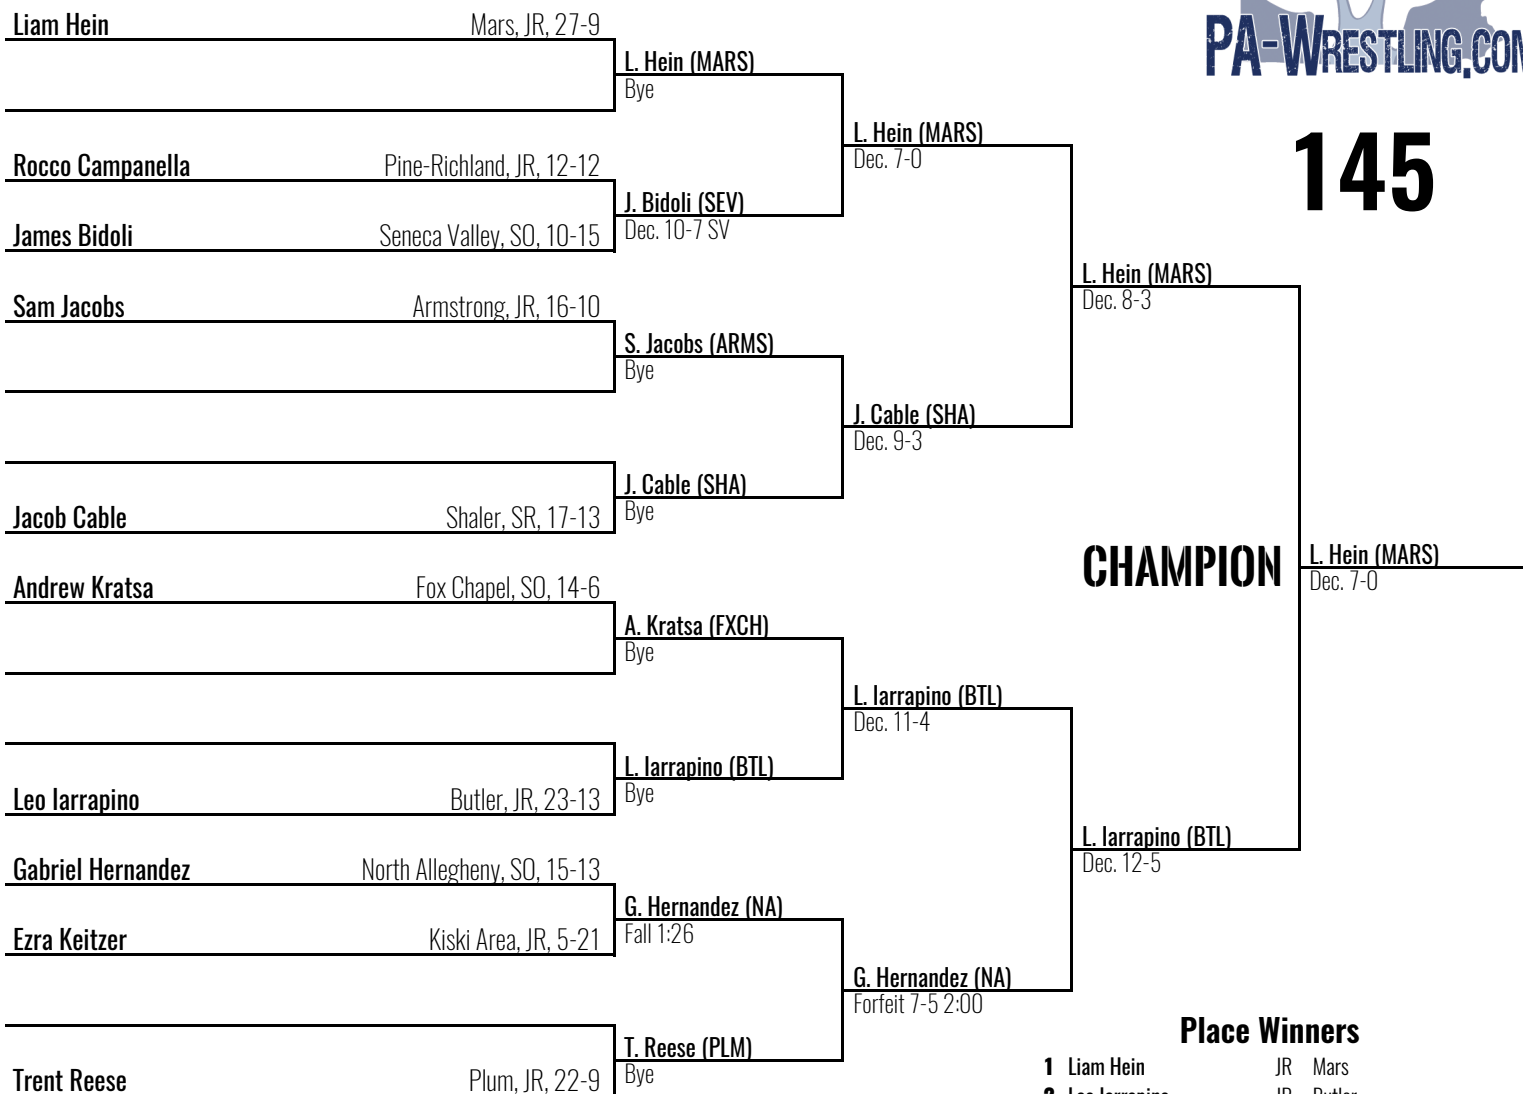 PA-WRESTLING.COM
145
Liam Hein Mars, JR, 27-9
L. Hein (MARS)
Bye
L. Hein (MARS)
Dec. 7-0
Rocco Campanella Pine-Richland, JR, 12-12
J. Bidoli (SEV)
Dec. 10-7 SV
James Bidoli Seneca Valley, SO, 10-15
L. Hein (MARS)
Dec. 8-3
Sam Jacobs Armstrong, JR, 16-10
S. Jacobs (ARMS)
Bye
J. Cable (SHA)
Dec. 9-3
J. Cable (SHA)
Bye
Jacob Cable Shaler, SR, 17-13
CHAMPION
L. Hein (MARS)
Dec. 7-0
Andrew Kratsa Fox Chapel, SO, 14-6
A. Kratsa (FXCH)
Bye
L. Iarrapino (BTL)
Dec. 11-4
L. Iarrapino (BTL)
Bye
Leo Iarrapino Butler, JR, 23-13
L. Iarrapino (BTL)
Dec. 12-5
Gabriel Hernandez North Allegheny, SO, 15-13
G. Hernandez (NA)
Fall 1:26
Ezra Keitzer Kiski Area, JR, 5-21
G. Hernandez (NA)
Forfeit 7-5 2:00
T. Reese (PLM)
Bye
Trent Reese Plum, JR, 22-9
Place Winners
1 Liam Hein JR Mars
2 Leo Iarrapino JR Butler